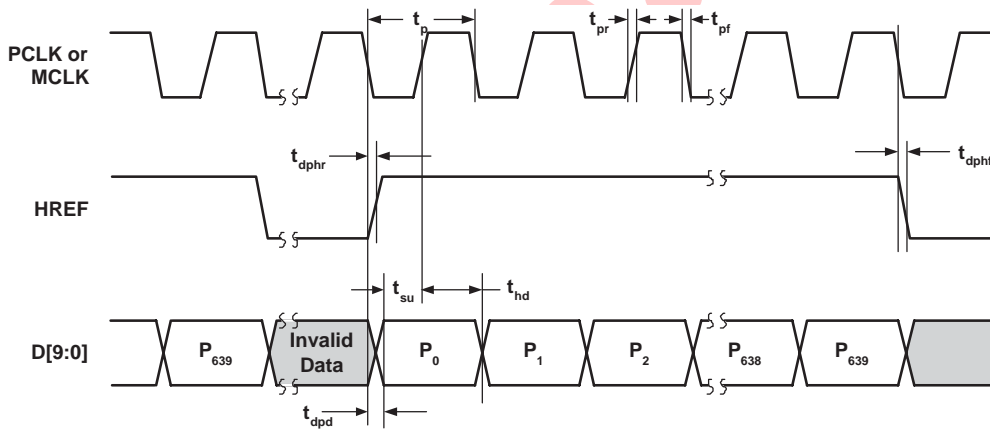 t_p
t_pr
t_pf
PCLK or
MCLK
t_dphr
t_dphf
HREF
t_su
t_hd
D[9:0]
P_639
Invalid
Data
P_0
P_1
P_2
P_638
P_639
t_dpd